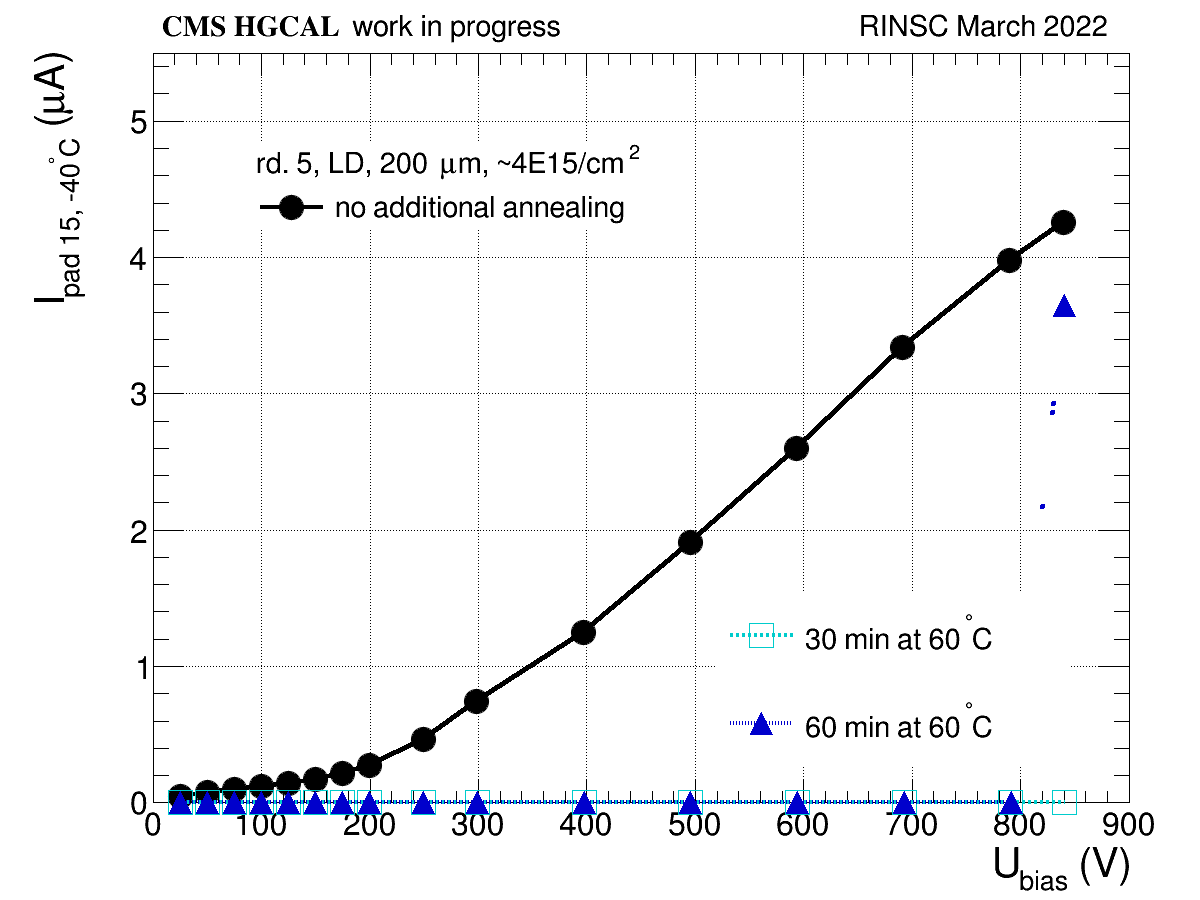 CMS HGCAL work in progress
RINSC March 2022
I pad 15, -40°C (μA)
5
4
3
2
1
0
rd. 5, LD, 200 μm, ~4E15/cm²
no additional annealing
30 min at 60°C
60 min at 60°C
0 100 200 300 400 500 600 700 800 900
U bias (V)